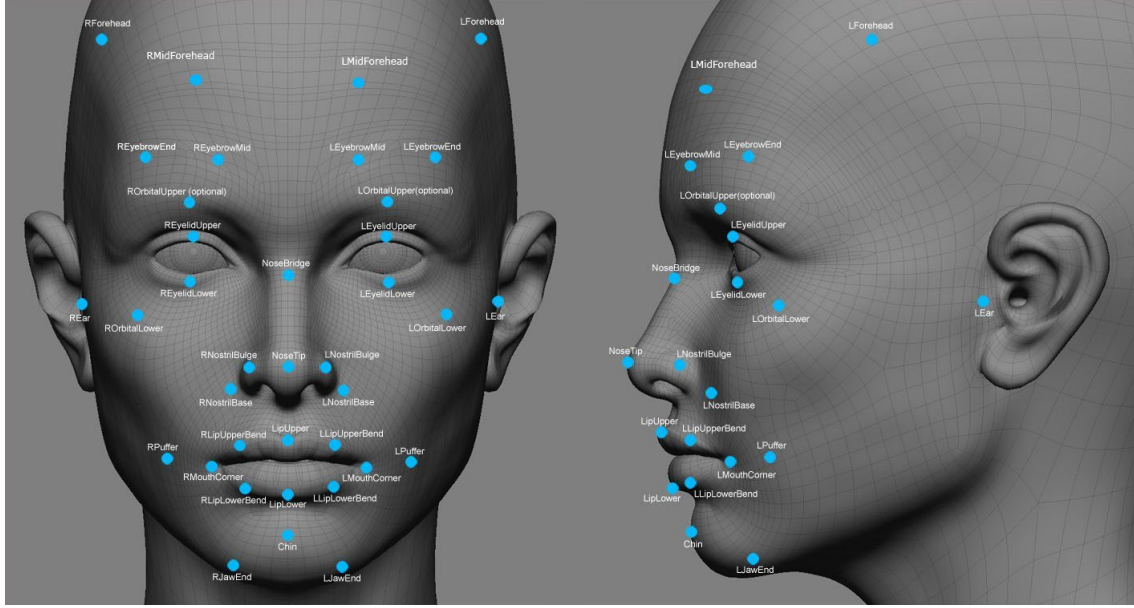 RForehead
LForehead
RMidForehead
LMidForehead
REyebrowEnd
REyebrowMid
LEyebrowMid
LEyebrowEnd
ROrbitalUpper (optional)
LOrbitalUpper(optional)
REyelidUpper
LEyelidUpper
NoseBridge
REyelidLower
LEyelidLower
REar
LEar
ROrbitalLower
LOrbitalLower
RNostrilBulge
NoseTip
LNostrilBulge
RNostrilBase
LNostrilBase
LipUpper
RLipUpperBend
LLipUpperBend
RPuffer
LPuffer
RMouthCorner
LMouthCorner
RLipLowerBend
LipLower
LLipLowerBend
Chin
RJawEnd
LJawEnd
LForehead
LMidForehead
LEyebrowMid
LEyebrowEnd
LOrbitalUpper(optional)
LEyelidUpper
NoseBridge
LEyelidLower
LOrbitalLower
LEar
NoseTip
LNostrilBulge
LNostrilBase
LipUpper
LLipUpperBend
LPuffer
LMouthCorner
LipLower
LLipLowerBend
Chin
LJawEnd